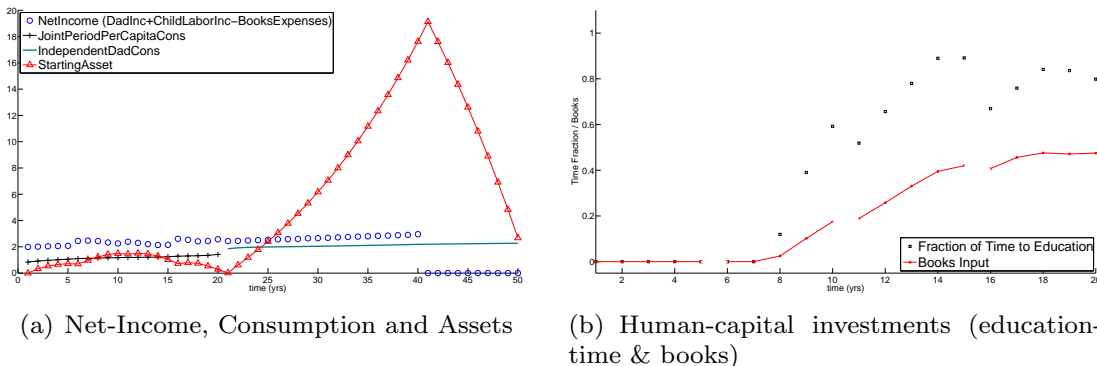 20
18
16
14
12
10
8
6
4
2
0
NetIncome (DadInc+ChildLaborInc−BooksExpenses)
JointPeriodPerCapitaCons
IndependentDadCons
StartingAsset
0 5 10 15 20 25 30 35 40 45 50
time (yrs)
(a) Net-Income, Consumption and Assets
1
0.8
0.6
0.4
0.2
0
Time Fraction / Books
Fraction of Time to Education
Books Input
2 4 6 8 10 12 14 16 18 20
time (yrs)
(b) Human-capital investments (education-
time & books)